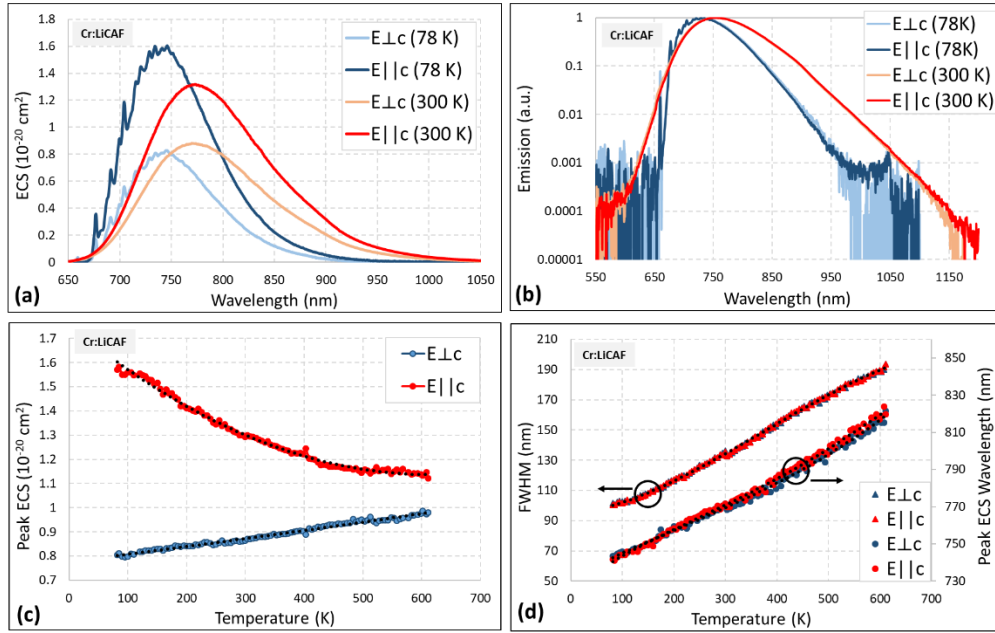 Cr:LiCAF
E⊥c (78 K)
E||c (78 K)
E⊥c (300 K)
E||c (300 K)
ECS (10⁻²⁰ cm²)
1.8
1.6
1.4
1.2
1
0.8
0.6
0.4
0.2
0
650 700 750 800 850 900 950 1000 1050
Wavelength (nm)
(a)
Cr:LiCAF
E⊥c (78K)
E||c (78K)
E⊥c (300 K)
E||c (300 K)
Emission (a.u.)
1
0.1
0.01
0.001
0.0001
0.00001
550 650 750 850 950 1050 1150
Wavelength (nm)
(b)
Cr:LiCAF
E⊥c
E||c
Peak ECS (10⁻²⁰ cm²)
1.7
1.6
1.5
1.4
1.3
1.2
1.1
1
0.9
0.8
0.7
0 100 200 300 400 500 600 700
Temperature (K)
(c)
Cr:LiCAF
FWHM (nm)
210
190
170
150
130
110
90
70
50
850
830
810
790
770
750
730
Peak ECS Wavelength (nm)
E⊥c
E||c
E⊥c
E||c
0 100 200 300 400 500 600 700
Temperature (K)
(d)